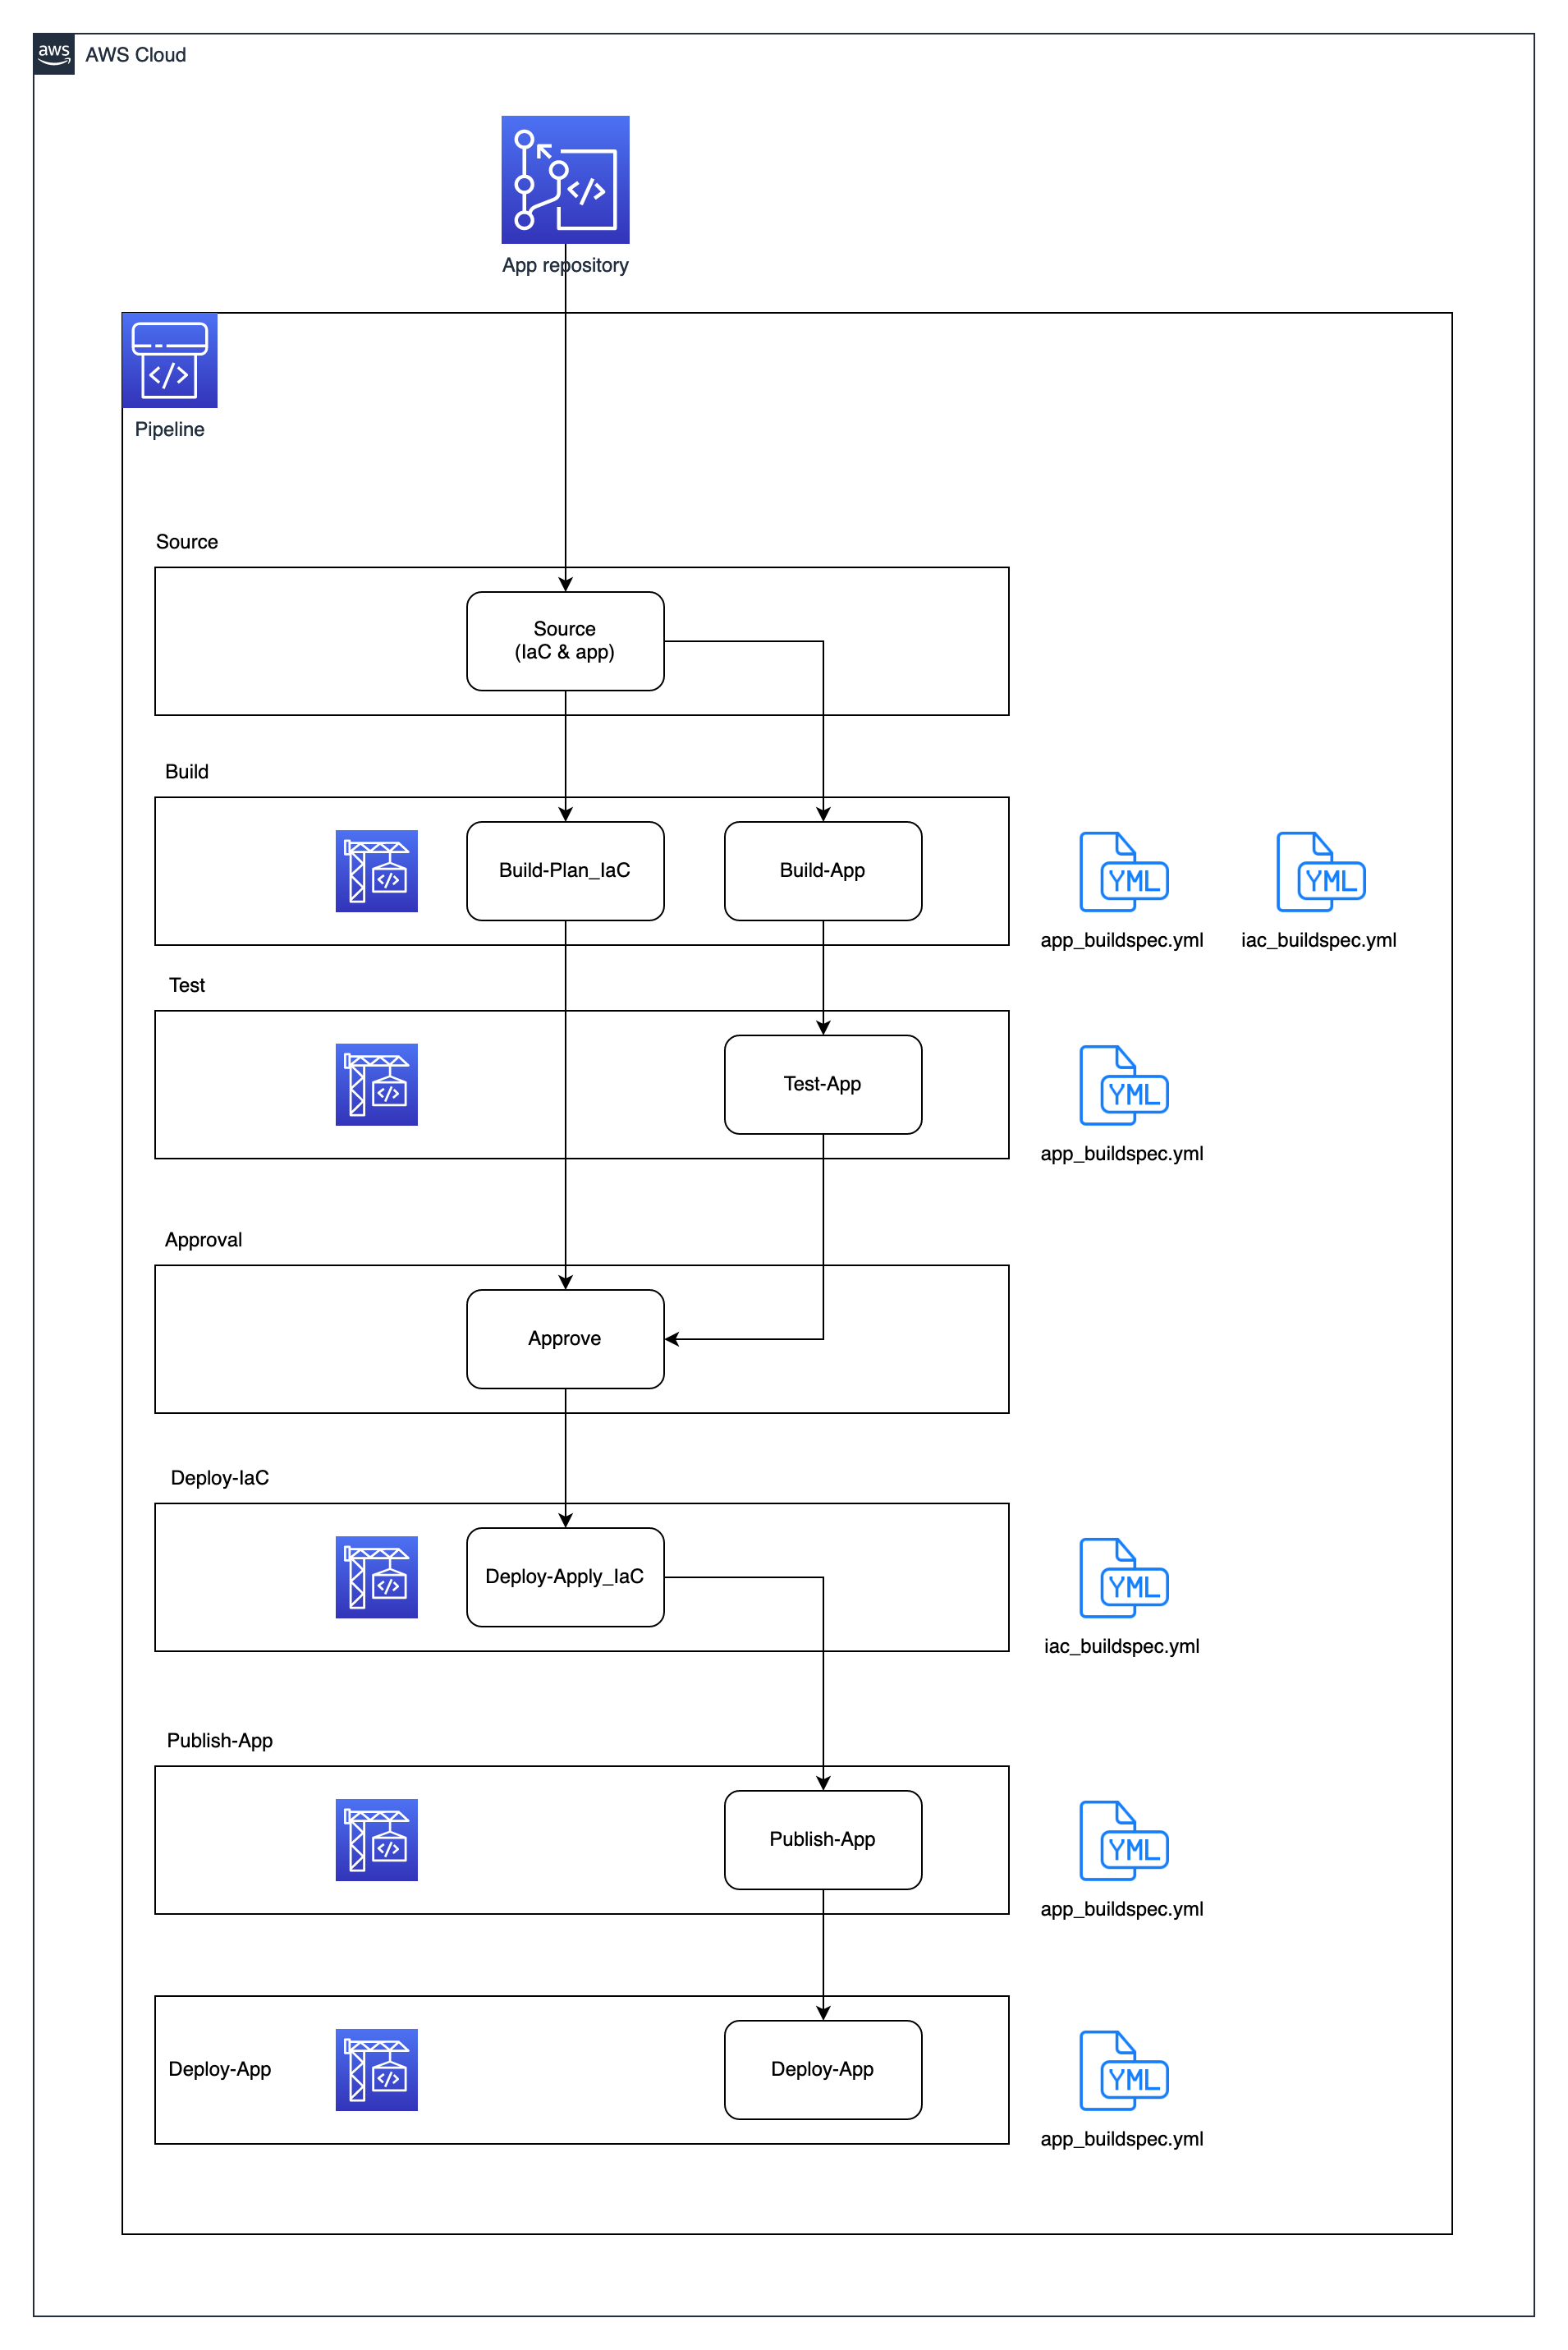 aws
AWS Cloud
App repository
</>
Pipeline
</>
Source
Source
(IaC & app)
Build
</>
Build-Plan_IaC
Build-App
YML
YML
app_buildspec.yml
iac_buildspec.yml
Test
</>
Test-App
YML
app_buildspec.yml
Approval
Approve
Deploy-IaC
</>
Deploy-Apply_IaC
YML
iac_buildspec.yml
Publish-App
</>
Publish-App
YML
app_buildspec.yml
Deploy-App
</>
Deploy-App
YML
app_buildspec.yml